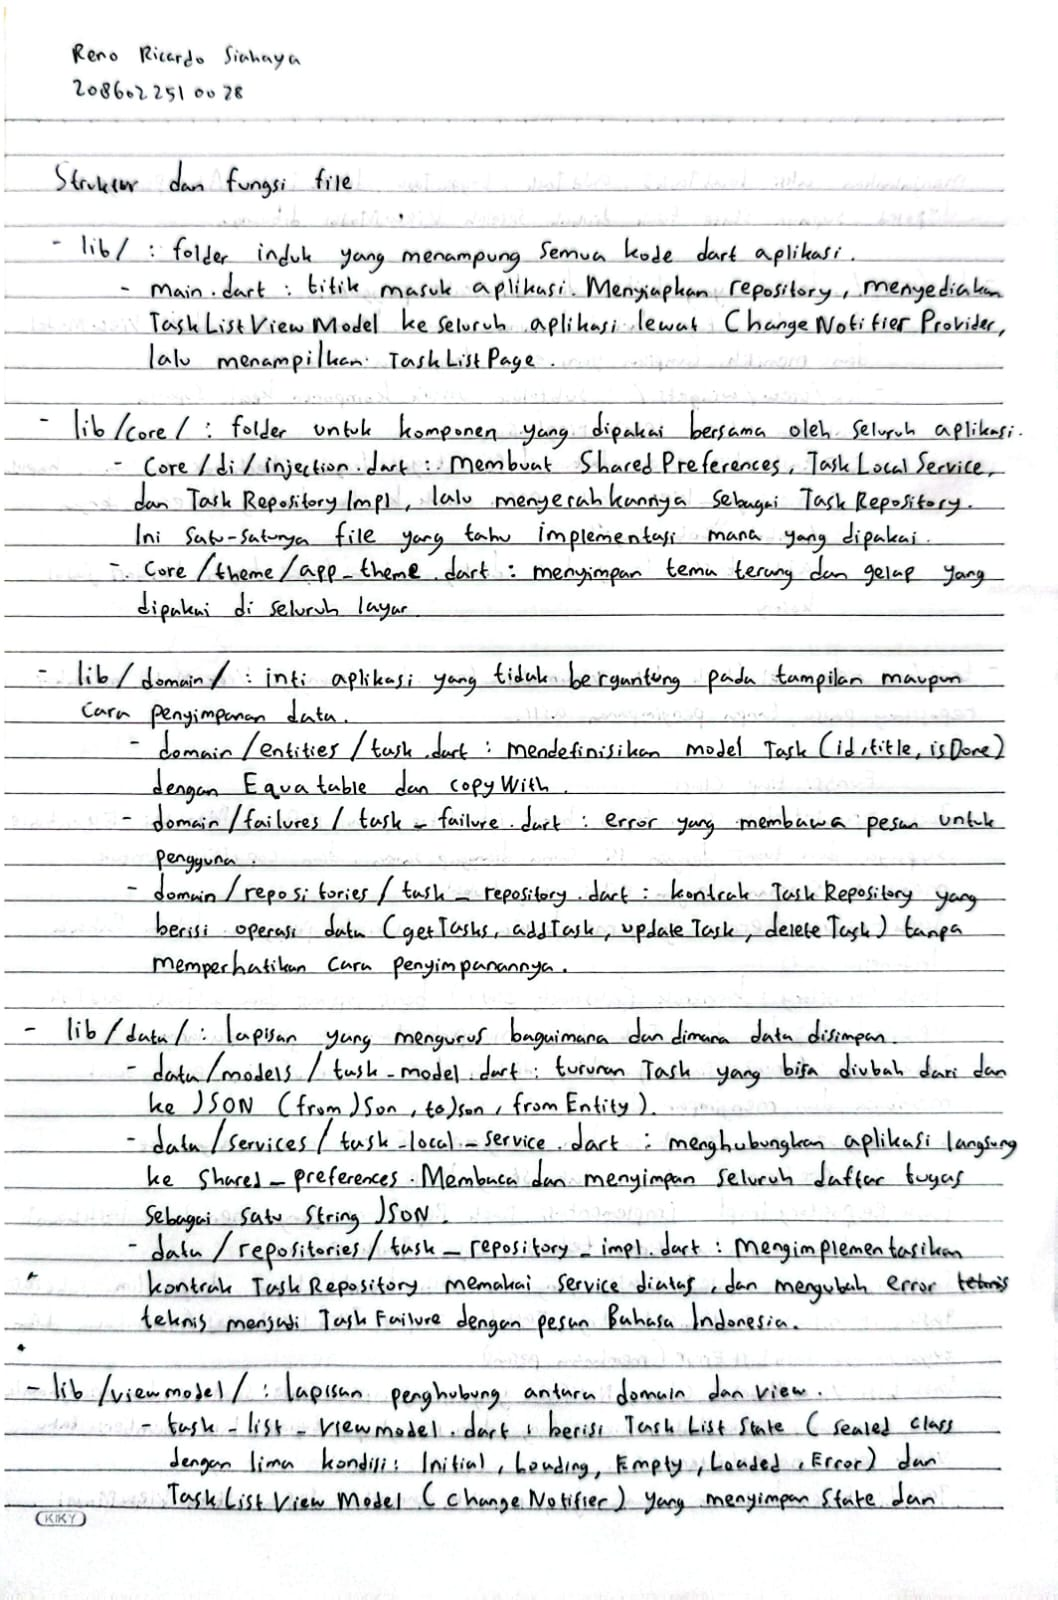 Reno Ricardo Siahaya
208602251 00 28
Struktur dan fungsi file
- lib/ : folder induk yang menampung semua kode dart aplikasi.
- main.dart : titik masuk aplikasi. Menyiapkan repository, menyediakan
TaskListViewModel ke seluruh aplikasi lewat ChangeNotifierProvider,
lalu menampilkan TaskListPage.
- lib/core/ : folder untuk komponen yang dipakai bersama oleh seluruh aplikasi.
- Core/di/injection.dart : Membuat SharedPreferences, TaskLocalService,
dan TaskRepositoryImpl, lalu menyerahkannya sebagai TaskRepository.
Ini satu-satunya file yang tahu implementasi mana yang dipakai.
- Core/theme/app_theme.dart : menyimpan tema terang dan gelap yang
dipakai di seluruh layar
- lib/domain/ : inti aplikasi yang tidak bergantung pada tampilan maupun
cara penyimpanan data.
- domain/entities/task.dart : mendefinisikan model Task (id, title, isDone)
dengan Equatable dan copyWith.
- domain/failures/task_failure.dart : error yang membawa pesan untuk
pengguna.
- domain/repositories/task_repository.dart : kontrak TaskRepository yang
berisi operasi data (getTasks, addTask, updateTask, deleteTask) tanpa
memperhatikan cara penyimpanannya.
- lib/data/ : lapisan yang mengurus bagaimana dan dimana data disimpan.
- data/models/task_model.dart : turunan Task yang bisa diubah dari dan
ke JSON (fromJson, toJson, fromEntity).
- data/services/task_local_service.dart : menghubungkan aplikasi langsung
ke Shared_preferences. Membaca dan menyimpan seluruh daftar tugas
sebagai satu string JSON.
- data/repositories/task_repository_impl.dart : Mengimplementasikan
kontrak TaskRepository memakai service diatas, dan mengubah error teknis
teknis menjadi TaskFailure dengan pesan Bahasa Indonesia.
- lib/viewmodel/ : lapisan penghubung antara domain dan view.
- task_list_viewmodel.dart : berisi TaskListState (sealed class
dengan lima kondisi: Initial, Loading, Empty, Loaded, Error) dan
TaskListViewModel (ChangeNotifier) yang menyimpan state dan
KIKY